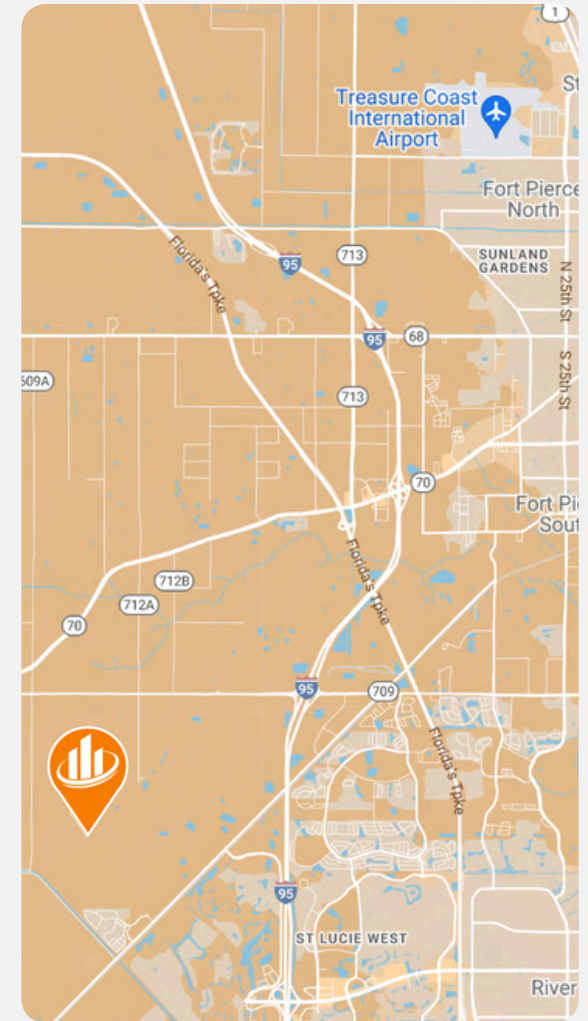 1
St
Treasure Coast
International
Airport
Fort Pierce
North
SUNLAND
GARDENS
N 25th St
Florida's Tpke
95
713
95
68
S 25th St
609A
713
70
Fort Pi
Sout
Florida's Tpke
712B
712A
70
95
709
Florida's Tpke
95
ST LUCIE WEST
River